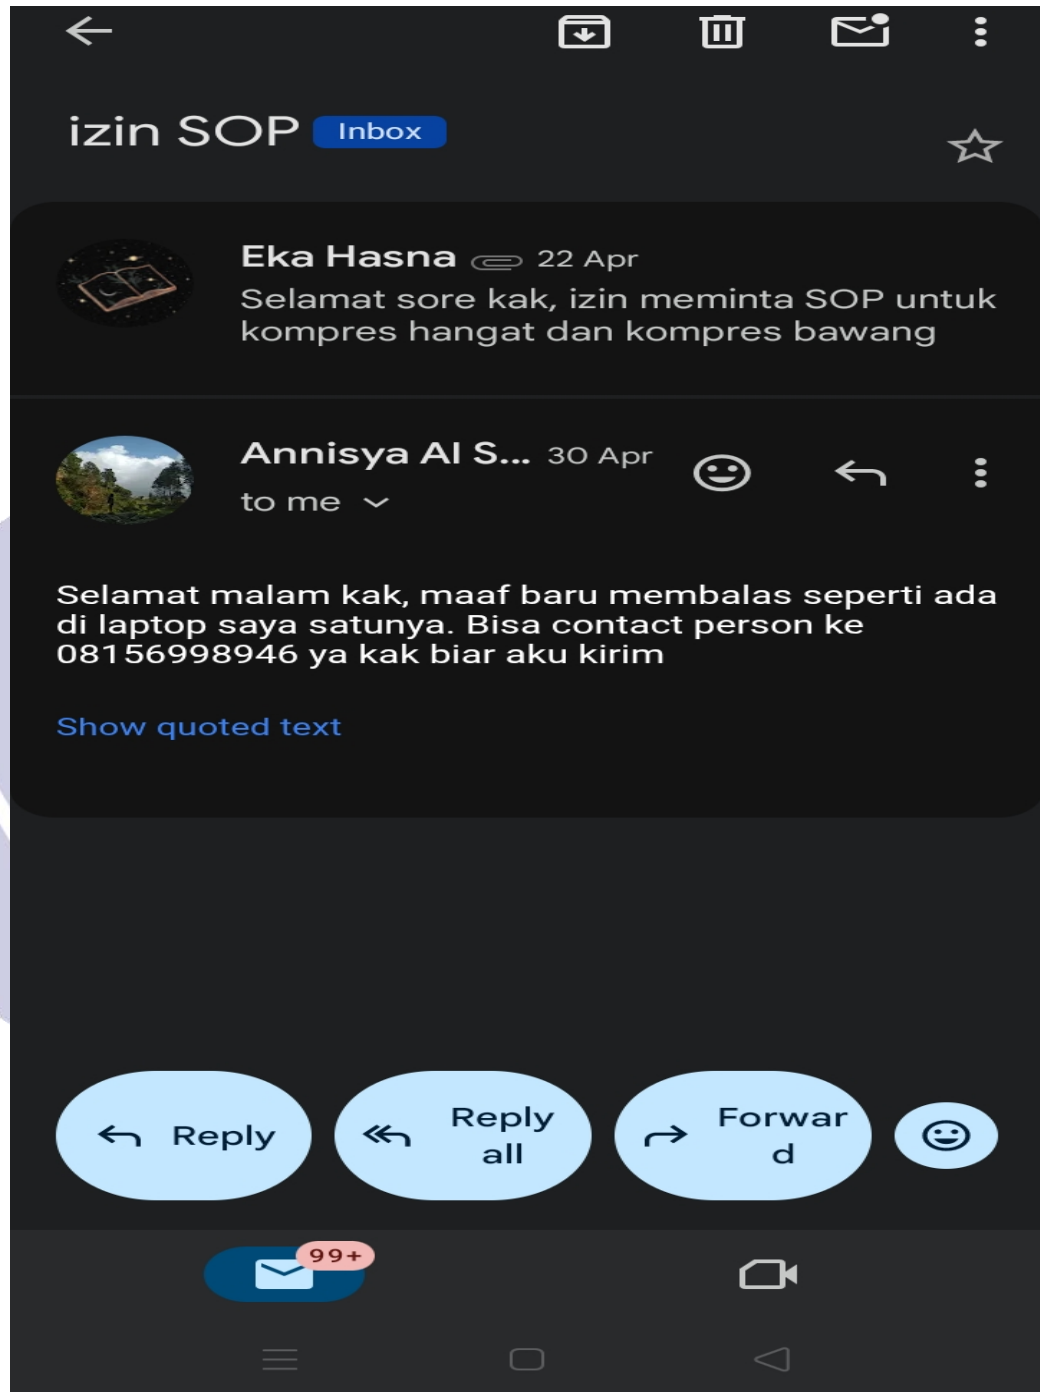 izin SOP Inbox
Eka Hasna 22 Apr
Selamat sore kak, izin meminta SOP untuk
kompres hangat dan kompres bawang
Annisya Al S... 30 Apr
to me
Selamat malam kak, maaf baru membalas seperti ada
di laptop saya satunya. Bisa contact person ke
08156998946 ya kak biar aku kirim
Show quoted text
Reply
Reply
all
Forwar
d
99+